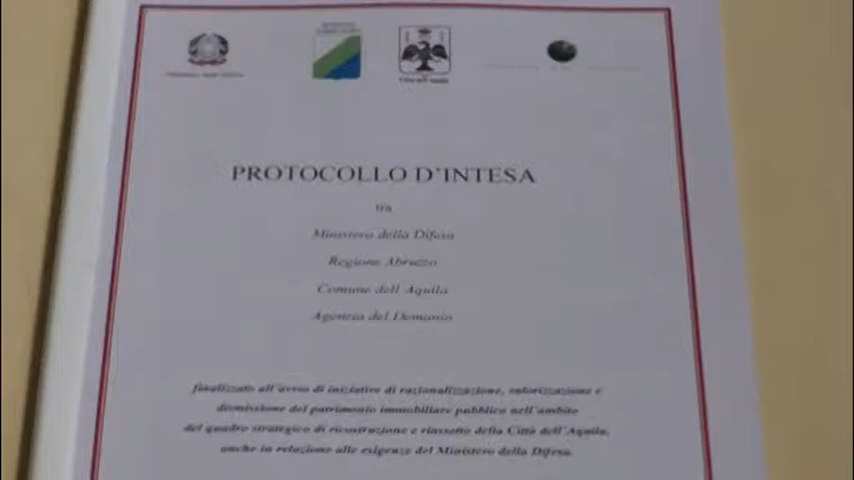 PROTOCOLLO D'INTESA
tra
Ministero della Difesa
Regione Abruzzo
Comune dell'Aquila
Agenzia del Demanio
finalizzato all'avvio di iniziative di razionalizzazione, valorizzazione e
dismissione del patrimonio immobiliare pubblico nell'ambito
del quadro strategico di ricostruzione e riassetto della Città dell'Aquila,
anche in relazione alle esigenze del Ministero della Difesa.